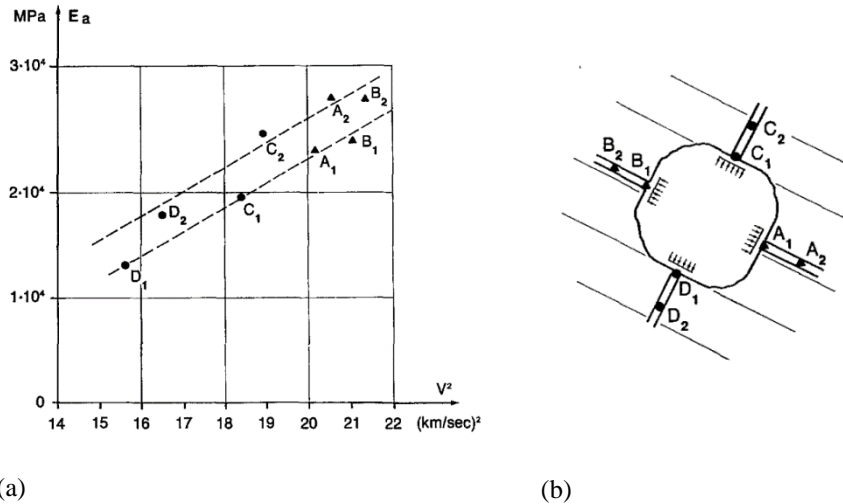 MPa E a
3·10⁴
2·10⁴
1·10⁴
0
B₂
A₂
B₁
A₁
C₂
C₁
D₂
D₁
V²
14 15 16 17 18 19 20 21 22 (km/sec)²
C₂
C₁
B₂ B₁
A₁ A₂
D₁
D₂
(a) (b)